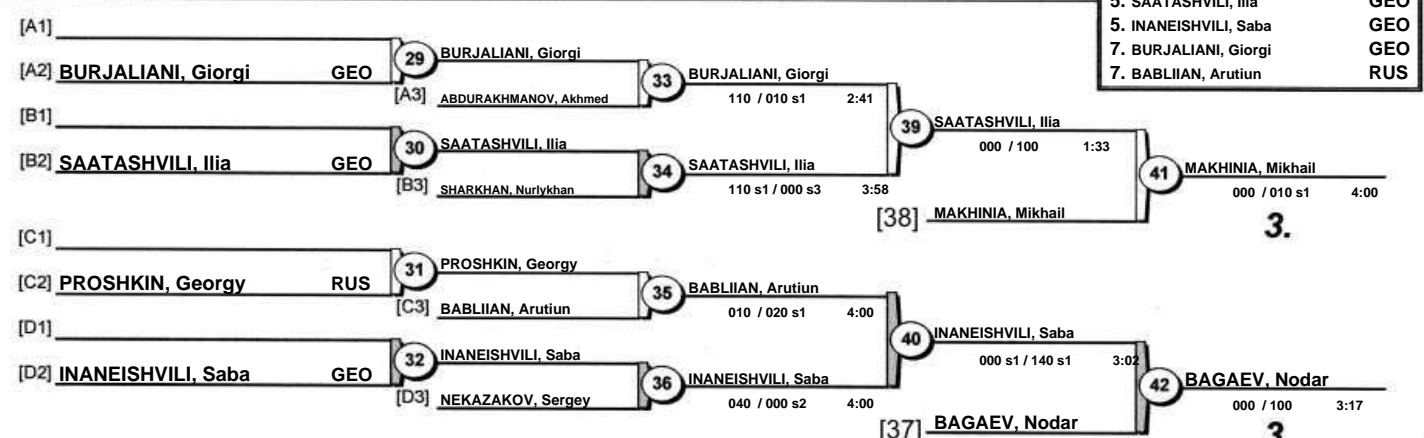 5. SAATASHVILI, Ilia GEO
5. INANEISHVILI, Saba GEO
7. BURJALIANI, Giorgi GEO
7. BABLIIAN, Arutiun RUS
[A1]
29 BURJALIANI, Giorgi
[A2] BURJALIANI, Giorgi GEO
33 BURJALIANI, Giorgi
[A3] ABDURAKHMANOV, Akhmed
110 / 010 s1 2:41
[B1]
39 SAATASHVILI, Ilia
000 / 100 1:33
30 SAATASHVILI, Ilia
[B2] SAATASHVILI, Ilia GEO
34 SAATASHVILI, Ilia
41 MAKHINIA, Mikhail
[B3] SHARKHAN, Nurlykhan
110 s1 / 000 s3 3:58
000 / 010 s1 4:00
[38] MAKHINIA, Mikhail
3.
[C1]
31 PROSHKIN, Georgy
[C2] PROSHKIN, Georgy RUS
35 BABLIIAN, Arutiun
[C3] BABLIIAN, Arutiun
010 / 020 s1 4:00
[D1]
40 INANEISHVILI, Saba
32 INANEISHVILI, Saba
000 s1 / 140 s1 3:02
[D2] INANEISHVILI, Saba GEO
36 INANEISHVILI, Saba
42 BAGAEV, Nodar
[D3] NEKAZAKOV, Sergey
040 / 000 s2 4:00
000 / 100 3:17
[37] BAGAEV, Nodar
3